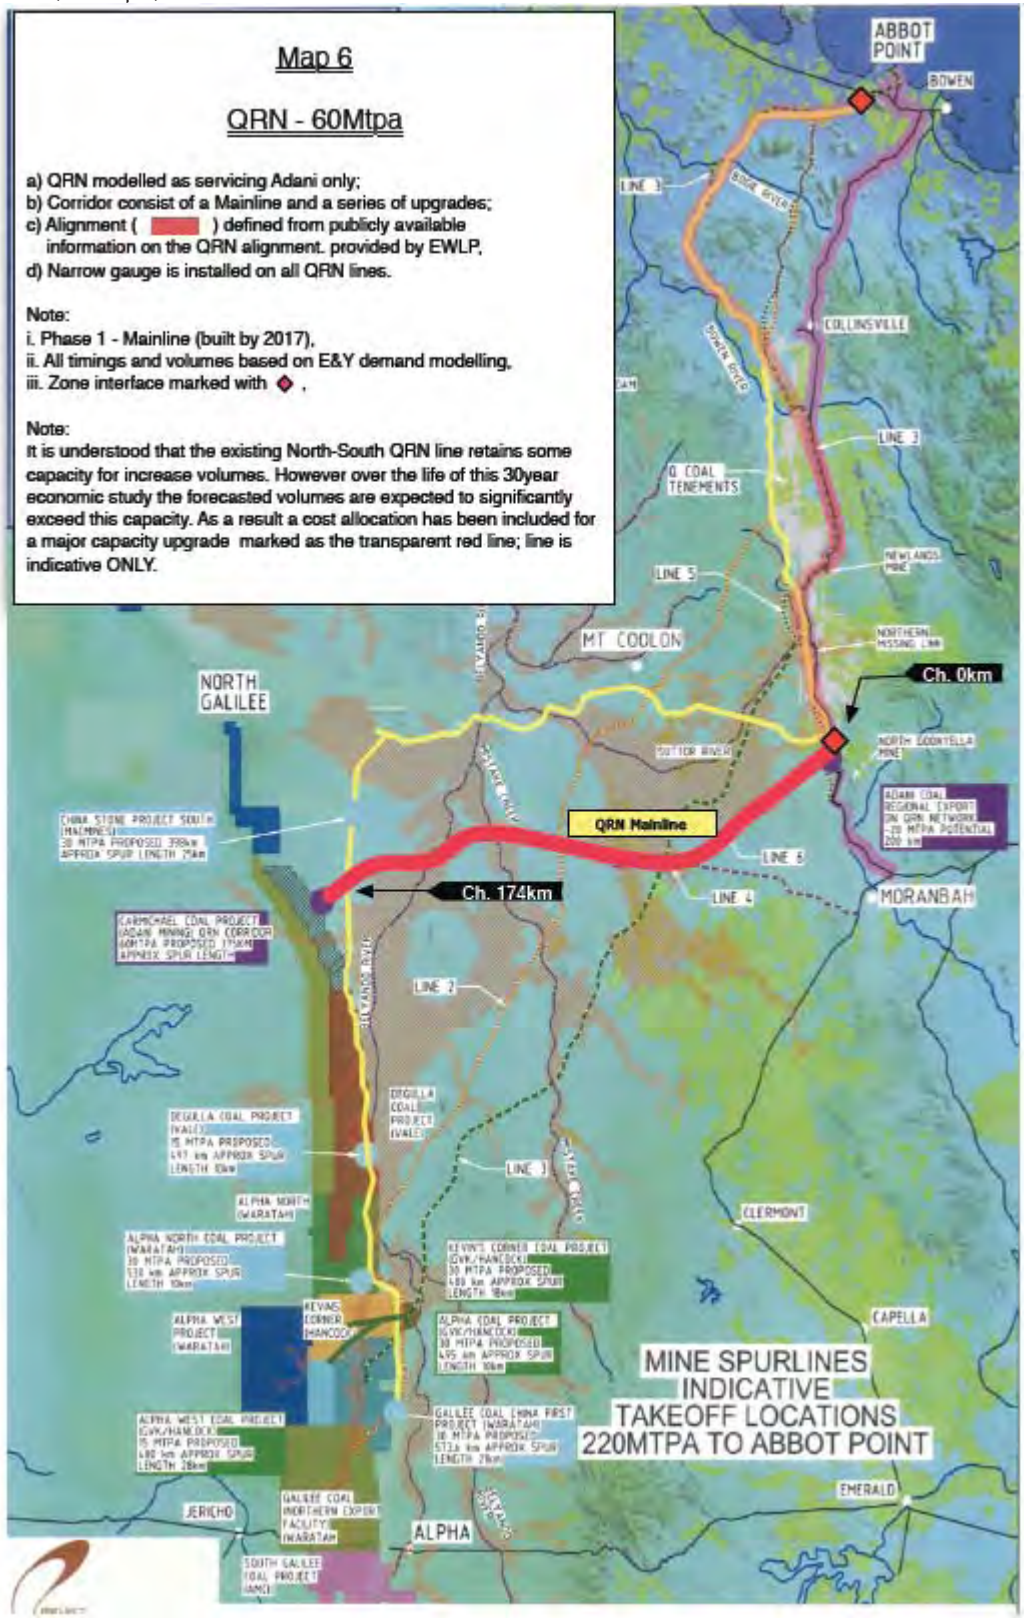 Map 6
QRN - 60Mtpa
a) QRN modelled as servicing Adani only;
b) Corridor consist of a Mainline and a series of upgrades;
c) Alignment ( ) defined from publicly available
information on the QRN alignment. provided by EWLP,
d) Narrow gauge is installed on all QRN lines.
Note:
i. Phase 1 - Mainline (built by 2017),
ii. All timings and volumes based on E&Y demand modelling,
iii. Zone interface marked with ,
Note:
It is understood that the existing North-South QRN line retains some
capacity for increase volumes. However over the life of this 30year
economic study the forecasted volumes are expected to significantly
exceed this capacity. As a result a cost allocation has been included for
a major capacity upgrade marked as the transparent red line; line is
indicative ONLY.
ABBOT
POINT
BOWEN
LINE 3
BOGIE RIVER
COLLINSVILLE
BOWEN RIVER
LINE 3
Q COAL
TENEMENTS
NEWLANDS
MINE
LINE 5
NORTHERN
MISSING LINK
MT COOLON
Ch. 0km
NORTH
GALILEE
SUTTOR RIVER
NORTH GOONYELLA
MINE
ADANI COAL
REGIONAL EXPORT
ON QRN NETWORK
~20 MTPA POTENTIAL
200 km
CHINA STONE PROJECT SOUTH
(MACMINES)
30 MTPA PROPOSED 398km
APPROX SPUR LENGTH 25km
QRN Mainline
LINE 6
LINE 4
Ch. 174km
MORANBAH
CARMICHAEL COAL PROJECT
(ADANI MINING) QRN CORRIDOR
60MTPA PROPOSED 175KM
APPROX SPUR LENGTH
BELYANDO RIVER
LINE 2
DEGULLA
COAL
PROJECT
(VALE)
DEGULLA COAL PROJECT
(VALE)
15 MTPA PROPOSED
497 km APPROX SPUR
LENGTH 10km
LINE 3
ALPHA NORTH
(WARATAH)
CLERMONT
ALPHA NORTH COAL PROJECT
(WARATAH)
30 MTPA PROPOSED
530 km APPROX SPUR
LENGTH 10km
KEVIN'S CORNER COAL PROJECT
(GVK/HANCOCK)
30 MTPA PROPOSED
km APPROX SPUR
LENGTH 18km
KEVINS
CORNER
(HANCOCK)
ALPHA WEST
PROJECT
(WARATAH)
ALPHA COAL PROJECT
(GVK/HANCOCK)
30 MTPA PROPOSED
495 km APPROX SPUR
LENGTH 10km
CAPELLA
MINE SPURLINES
INDICATIVE
TAKEOFF LOCATIONS
220MTPA TO ABBOT POINT
ALPHA WEST COAL PROJECT
(GVK/HANCOCK)
15 MTPA PROPOSED
km APPROX SPUR
LENGTH 28km
GALILEE COAL CHINA FIRST
PROJECT (WARATAH)
30 MTPA PROPOSED
km APPROX SPUR
LENGTH
EMERALD
JERICHO
GALILEE COAL
(NORTHERN EXPORT
FACILITY)
(WARATAH
ALPHA
SOUTH GALILEE
COAL PROJECT
(AMCI)